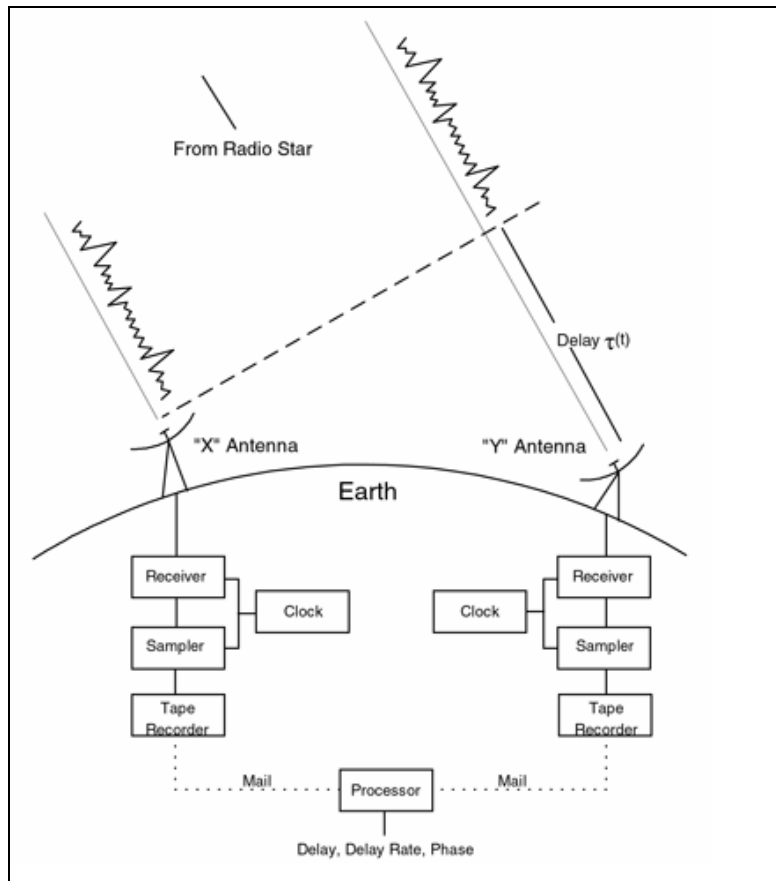 From Radio Star
Delay τ(t)
"X" Antenna
"Y" Antenna
Earth
Receiver
Clock
Sampler
Tape
Recorder
Clock
Receiver
Sampler
Tape
Recorder
Mail
Processor
Mail
Delay, Delay Rate, Phase